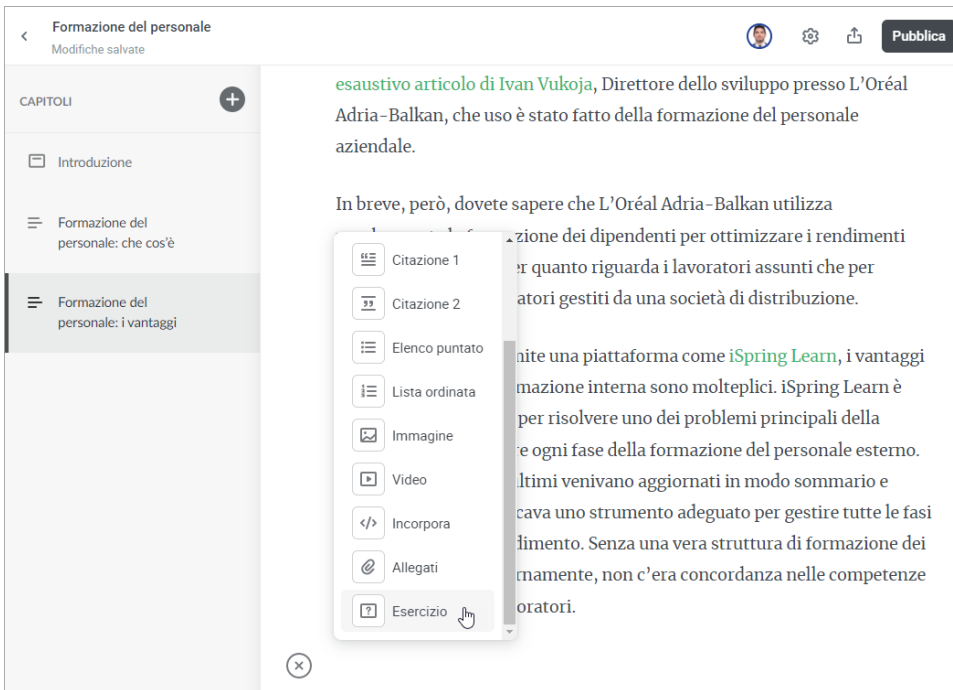 Formazione del personale
Modifiche salvate
Pubblica
CAPITOLI
Introduzione
Formazione del
personale: che cos'è
Formazione del
personale: i vantaggi
esaustivo articolo di Ivan Vukoja, Direttore dello sviluppo presso L'Oréal
Adria-Balkan, che uso è stato fatto della formazione del personale
aziendale.
In breve, però, dovete sapere che L'Oréal Adria-Balkan utilizza
zione dei dipendenti per ottimizzare i rendimenti
er quanto riguarda i lavoratori assunti che per
atori gestiti da una società di distribuzione.
mite una piattaforma come iSpring Learn, i vantaggi
mazione interna sono molteplici. iSpring Learn è
per risolvere uno dei problemi principali della
e ogni fase della formazione del personale esterno.
ltimi venivano aggiornati in modo sommario e
cava uno strumento adeguato per gestire tutte le fasi
dimento. Senza una vera struttura di formazione dei
rnamente, non c'era concordanza nelle competenze
oratori.
Citazione 1
Citazione 2
Elenco puntato
Lista ordinata
Immagine
Video
Incorpora
Allegati
Esercizio